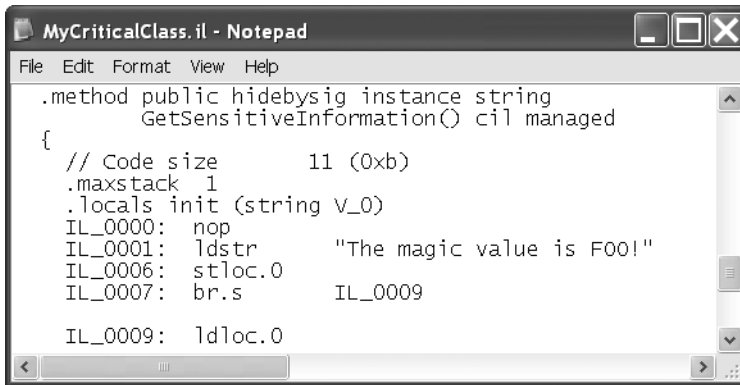 MyCriticalClass.il - Notepad
File Edit Format View Help
.method public hidebysig instance string
GetSensitiveInformation() cil managed
{
// Code size 11 (0xb)
.maxstack 1
.locals init (string V_0)
IL_0000: nop
IL_0001: ldstr "The magic value is FOO!"
IL_0006: stloc.0
IL_0007: br.s IL_0009
IL_0009: ldloc.0